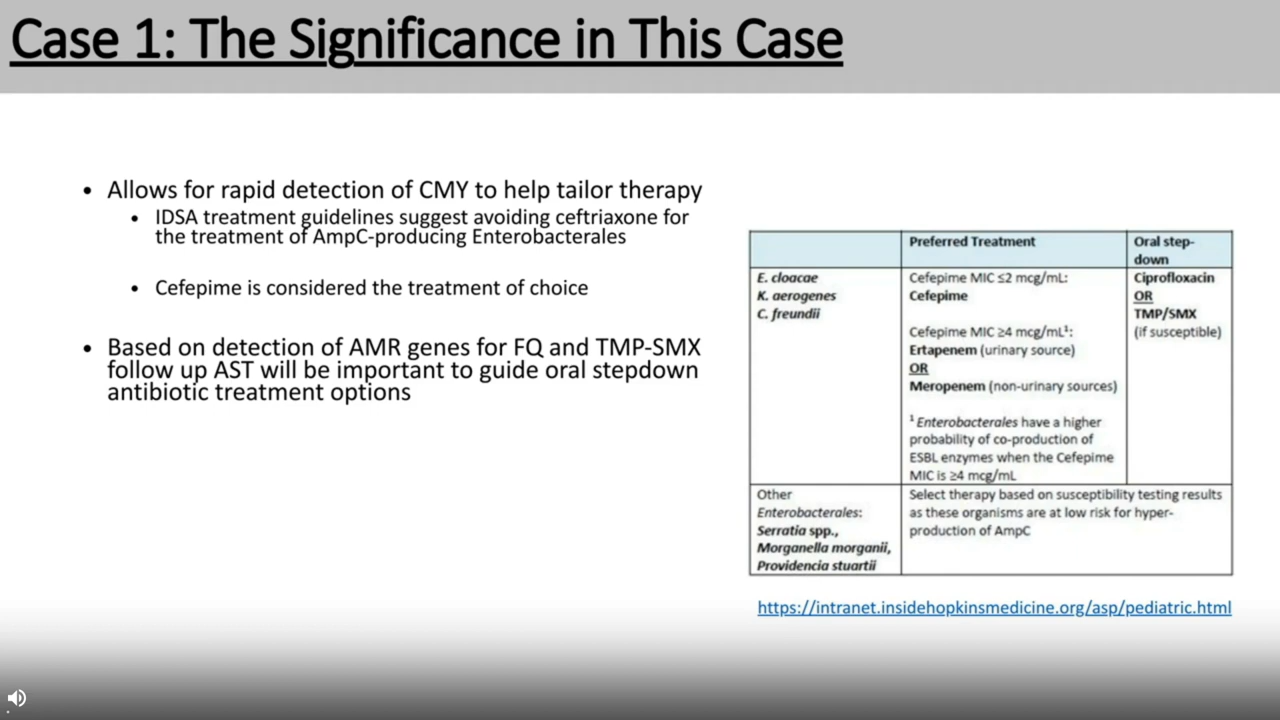 Case 1: The Significance in This Case
• Allows for rapid detection of CMY to help tailor therapy
• IDSA treatment guidelines suggest avoiding ceftriaxone for
the treatment of AmpC-producing Enterobacterales
• Cefepime is considered the treatment of choice
• Based on detection of AMR genes for FQ and TMP-SMX
follow up AST will be important to guide oral stepdown
antibiotic treatment options
Preferred Treatment
Oral step-
down
E. cloacae
K. aerogenes
C. freundii
Cefepime MIC ≤2 mcg/mL:
Cefepime
Cefepime MIC ≥4 mcg/mL¹:
Ertapenem (urinary source)
OR
Meropenem (non-urinary sources)
¹ Enterobacterales have a higher
probability of co-production of
ESBL enzymes when the Cefepime
MIC is ≥4 mcg/mL
Ciprofloxacin
OR
TMP/SMX
(if susceptible)
Other
Enterobacterales:
Serratia spp.,
Morganella morganii,
Providencia stuartii
Select therapy based on susceptibility testing results
as these organisms are at low risk for hyper-
production of AmpC
https://intranet.insidehopkinsmedicine.org/asp/pediatric.html